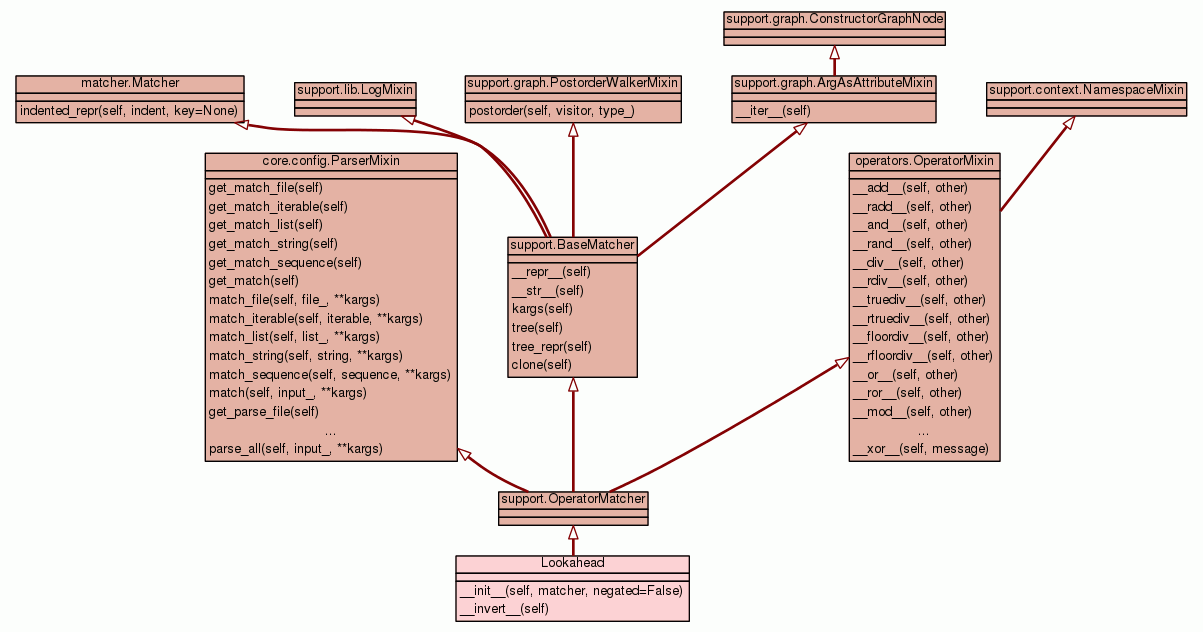 support.graph.ConstructorGraphNode
matcher.Matcher
indented_repr(self, indent, key=None)
support.lib.LogMixin
support.graph.PostorderWalkerMixin
postorder(self, visitor, type_)
support.graph.ArgAsAttributeMixin
__iter__(self)
support.context.NamespaceMixin
core.config.ParserMixin
get_match_file(self)
get_match_iterable(self)
get_match_list(self)
get_match_string(self)
get_match_sequence(self)
get_match(self)
match_file(self, file_, **kargs)
match_iterable(self, iterable, **kargs)
match_list(self, list_, **kargs)
match_string(self, string, **kargs)
match_sequence(self, sequence, **kargs)
match(self, input_, **kargs)
get_parse_file(self)
...
parse_all(self, input_, **kargs)
support.BaseMatcher
__repr__(self)
__str__(self)
kargs(self)
tree(self)
tree_repr(self)
clone(self)
operators.OperatorMixin
__add__(self, other)
__radd__(self, other)
__and__(self, other)
__rand__(self, other)
__div__(self, other)
__rdiv__(self, other)
__truediv__(self, other)
__rtruediv__(self, other)
__floordiv__(self, other)
__rfloordiv__(self, other)
__or__(self, other)
__ror__(self, other)
__mod__(self, other)
...
__xor__(self, message)
support.OperatorMatcher
Lookahead
__init__(self, matcher, negated=False)
__invert__(self)